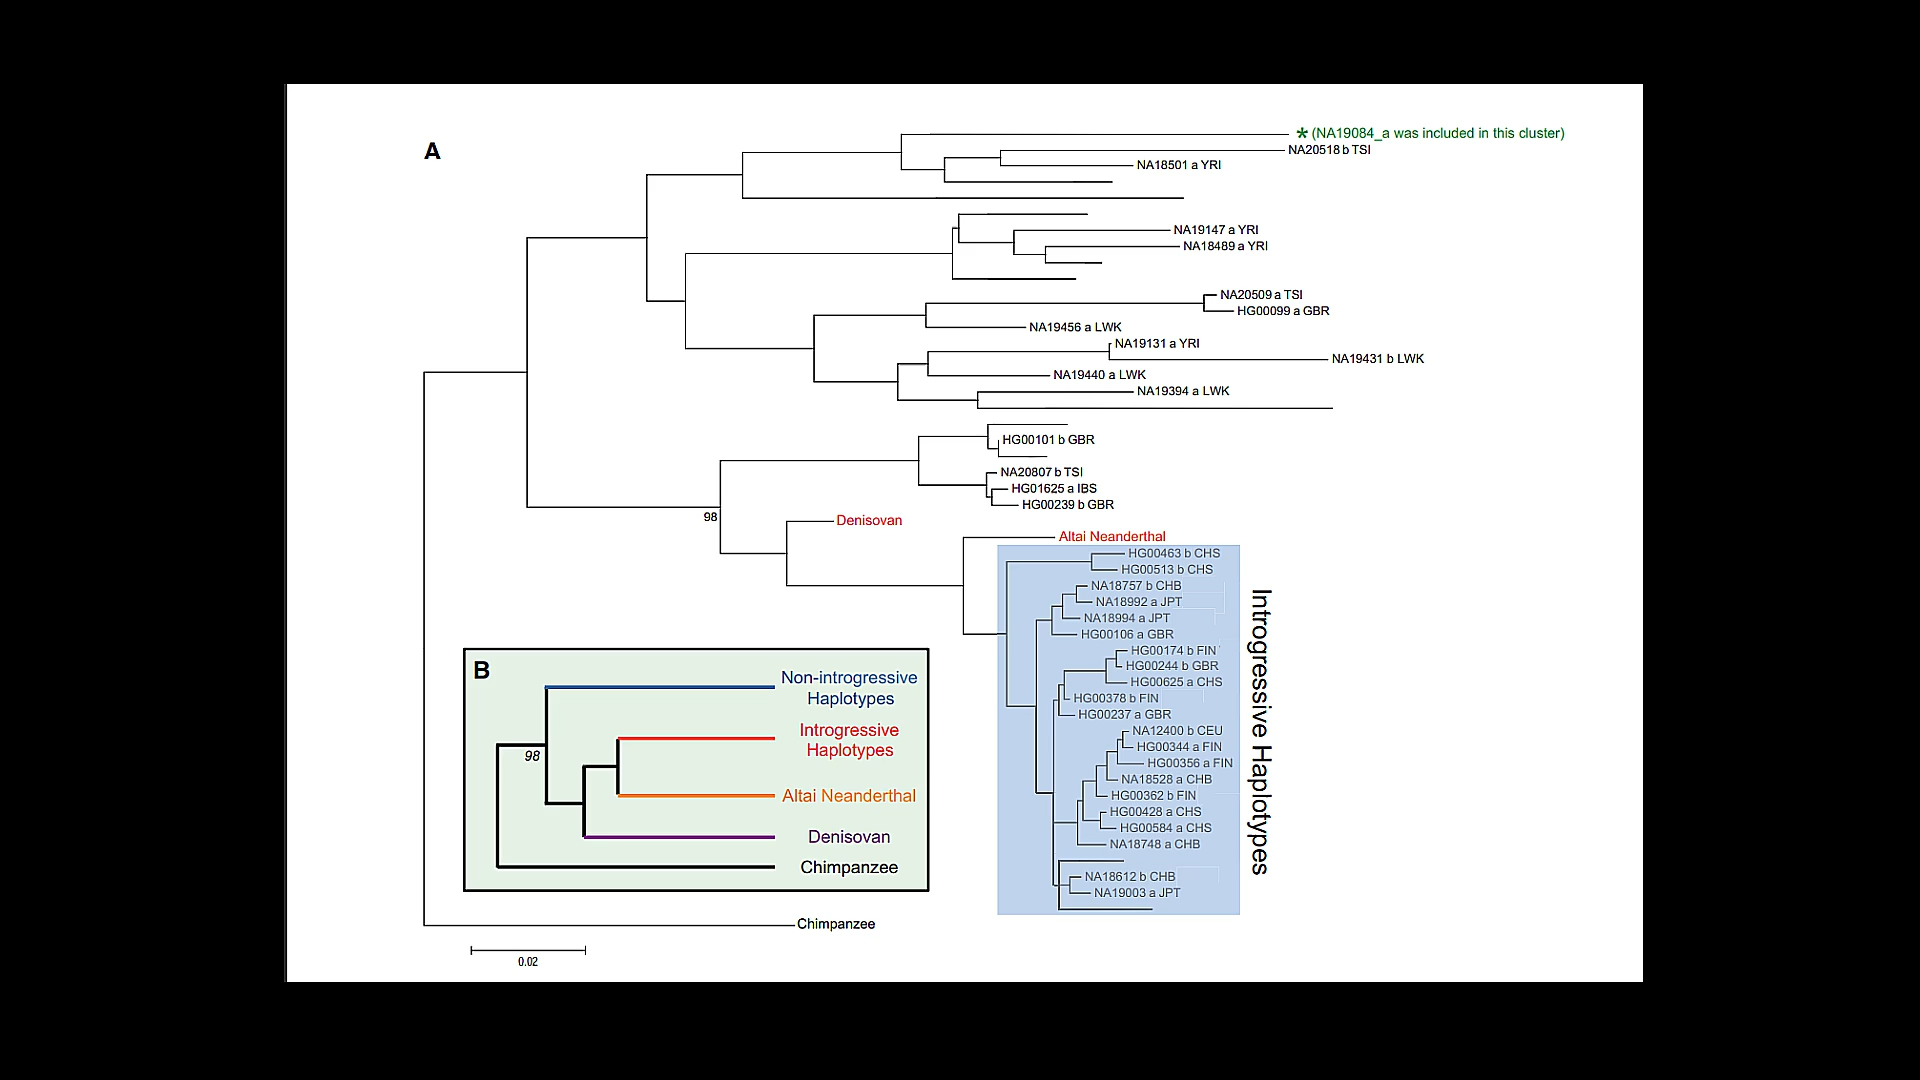 A
* (NA19084_a was included in this cluster)
NA20518 b TSI
NA18501 a YRI
NA19147 a YRI
NA18489 a YRI
NA20509 a TSI
HG00099 a GBR
NA19456 a LWK
NA19131 a YRI
NA19431 b LWK
NA19440 a LWK
NA19394 a LWK
HG00101 b GBR
NA20807 b TSI
HG01625 a IBS
HG00239 b GBR
98
Denisovan
Altai Neanderthal
HG00463 b CHS
HG00513 b CHS
NA18757 b CHB
NA18992 a JPT
NA18994 a JPT
HG00106 a GBR
HG00174 b FIN
HG00244 b GBR
HG00625 a CHS
HG00378 b FIN
HG00237 a GBR
NA12400 b CEU
HG00344 a FIN
HG00356 a FIN
NA18528 a CHB
HG00362 b FIN
HG00428 a CHS
HG00584 a CHS
NA18748 a CHB
NA18612 b CHB
NA19003 a JPT
Introgressive Haplotypes
B
Non-introgressive
Haplotypes
Introgressive
Haplotypes
98
Altai Neanderthal
Denisovan
Chimpanzee
Chimpanzee
0.02